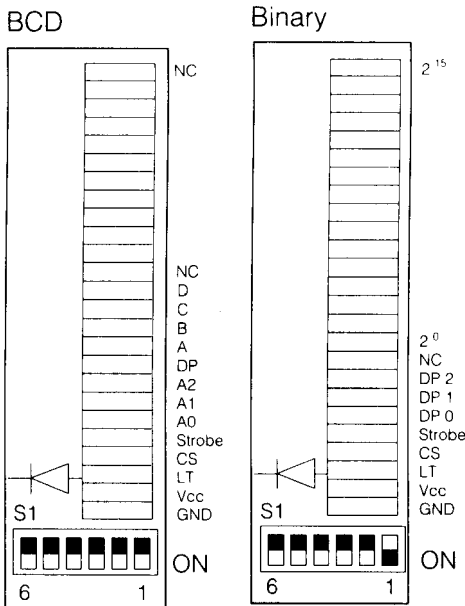 BCD
NC
NC
D
C
B
A
DP
A2
A1
A0
Strobe
CS
LT
Vcc
GND
S1
ON
6 1
Binary
2 15
2 0
NC
DP 2
DP 1
DP 0
Strobe
CS
LT
Vcc
GND
S1
ON
6 1